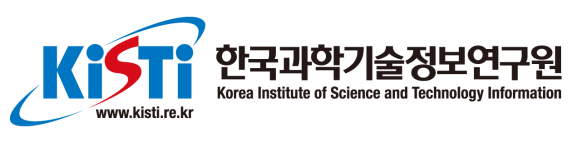 KiSTi
www.kisti.re.kr
한국과학기술정보연구원
Korea Institute of Science and Technology Information